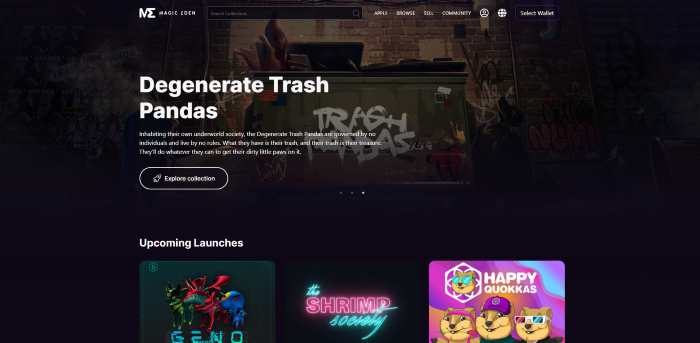 ME MAGIC EDEN
Search Collections
APPLY BROWSE SELL COMMUNITY Select Wallet
TRASH
PANDAS
Degenerate Trash
Pandas
Inhabiting their own underworld society, the Degenerate Trash Pandas are governed by no
individuals and live by no rules. What they have is their trash, and their trash is their treasure.
They'll do whatever they can to get their dirty little paws on it.
Explore collection
Upcoming Launches
GENO
the
SHRIMP
society
HAPPY
QUOKKAS